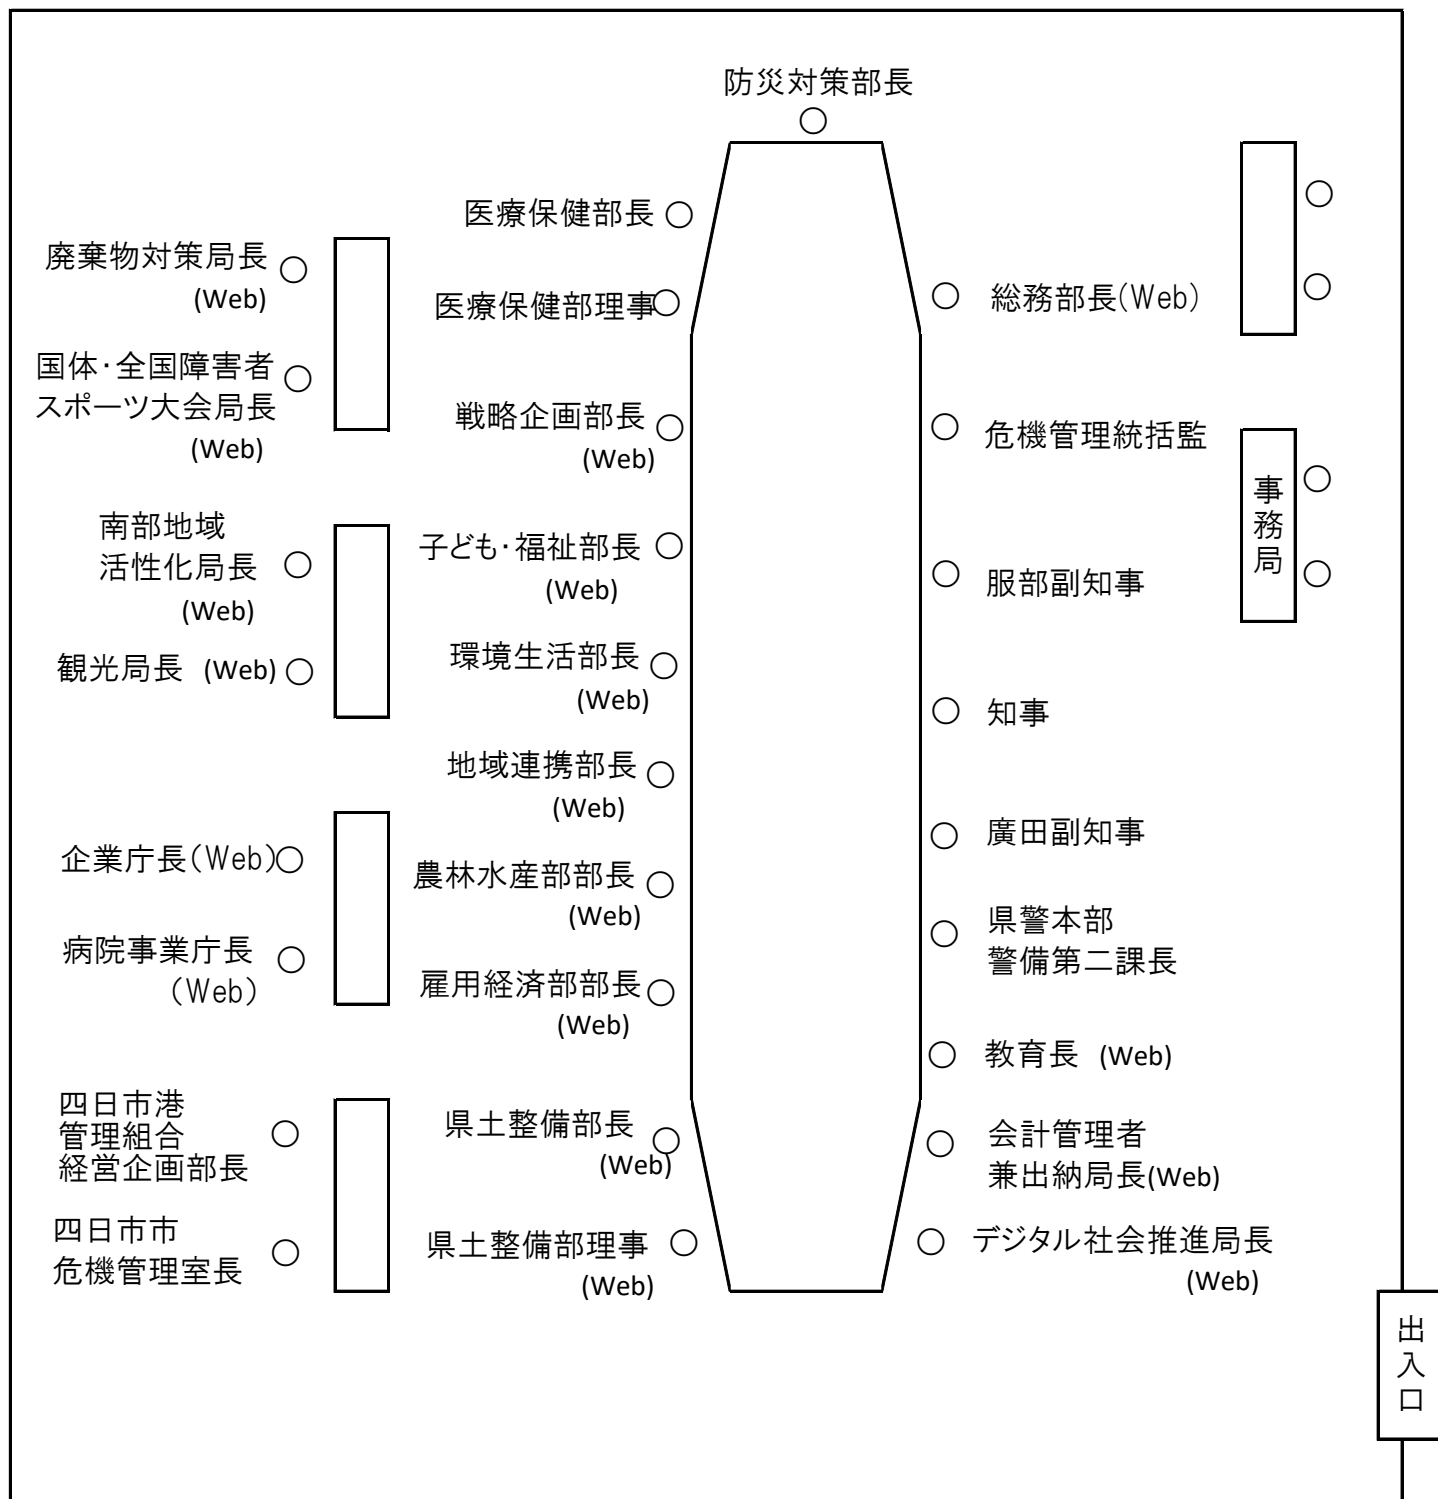 防災対策部長
医療保健部長
医療保健部理事
戦略企画部長
(Web)
子ども・福祉部長
(Web)
環境生活部長
(Web)
地域連携部長
(Web)
農林水産部部長
(Web)
雇用経済部部長
(Web)
県土整備部長
(Web)
県土整備部理事
(Web)
廃棄物対策局長
(Web)
国体・全国障害者
スポーツ大会局長
(Web)
南部地域
活性化局長
(Web)
観光局長 (Web)
企業庁長(Web)
病院事業庁長
(Web)
四日市港
管理組合
経営企画部長
四日市市
危機管理室長
総務部長(Web)
危機管理統括監
服部副知事
知事
廣田副知事
県警本部
警備第二課長
教育長 (Web)
会計管理者
兼出納局長(Web)
デジタル社会推進局長
(Web)
事務局
出入口